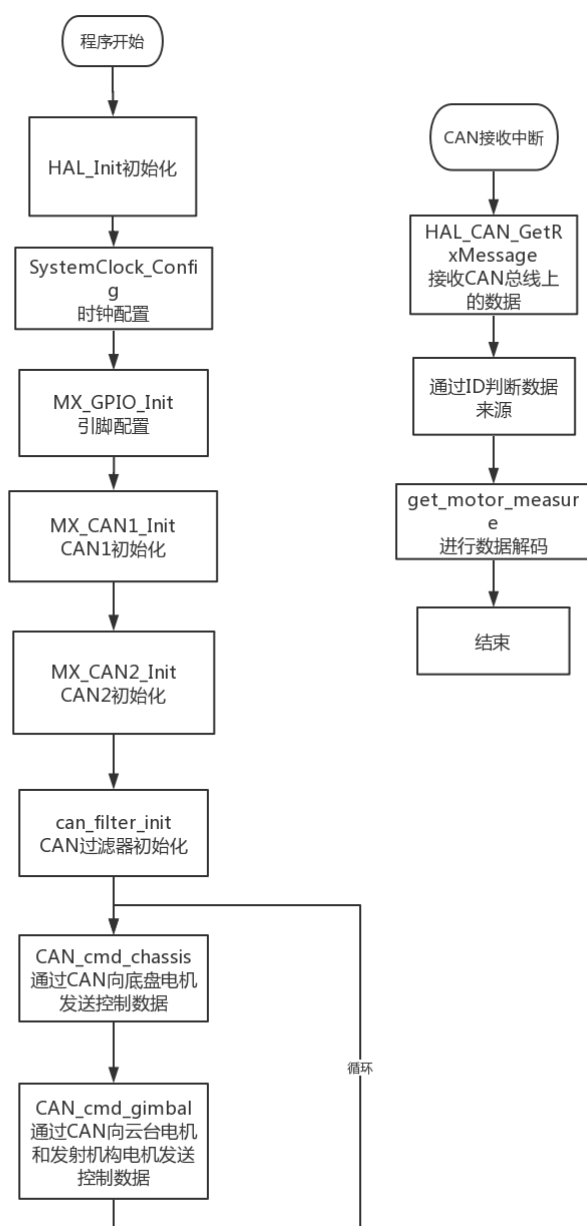 程序开始
HAL_Init初始化
SystemClock_Confi
g
时钟配置
MX_GPIO_Init
引脚配置
MX_CAN1_Init
CAN1初始化
MX_CAN2_Init
CAN2初始化
can_filter_init
CAN过滤器初始化
CAN_cmd_chassis
通过CAN向底盘电机
发送控制数据
CAN_cmd_gimbal
通过CAN向云台电机
和发射机构电机发送
控制数据
循环
CAN接收中断
HAL_CAN_GetR
xMessage
接收CAN总线上
的数据
通过ID判断数据
来源
get_motor_measur
e
进行数据解码
结束